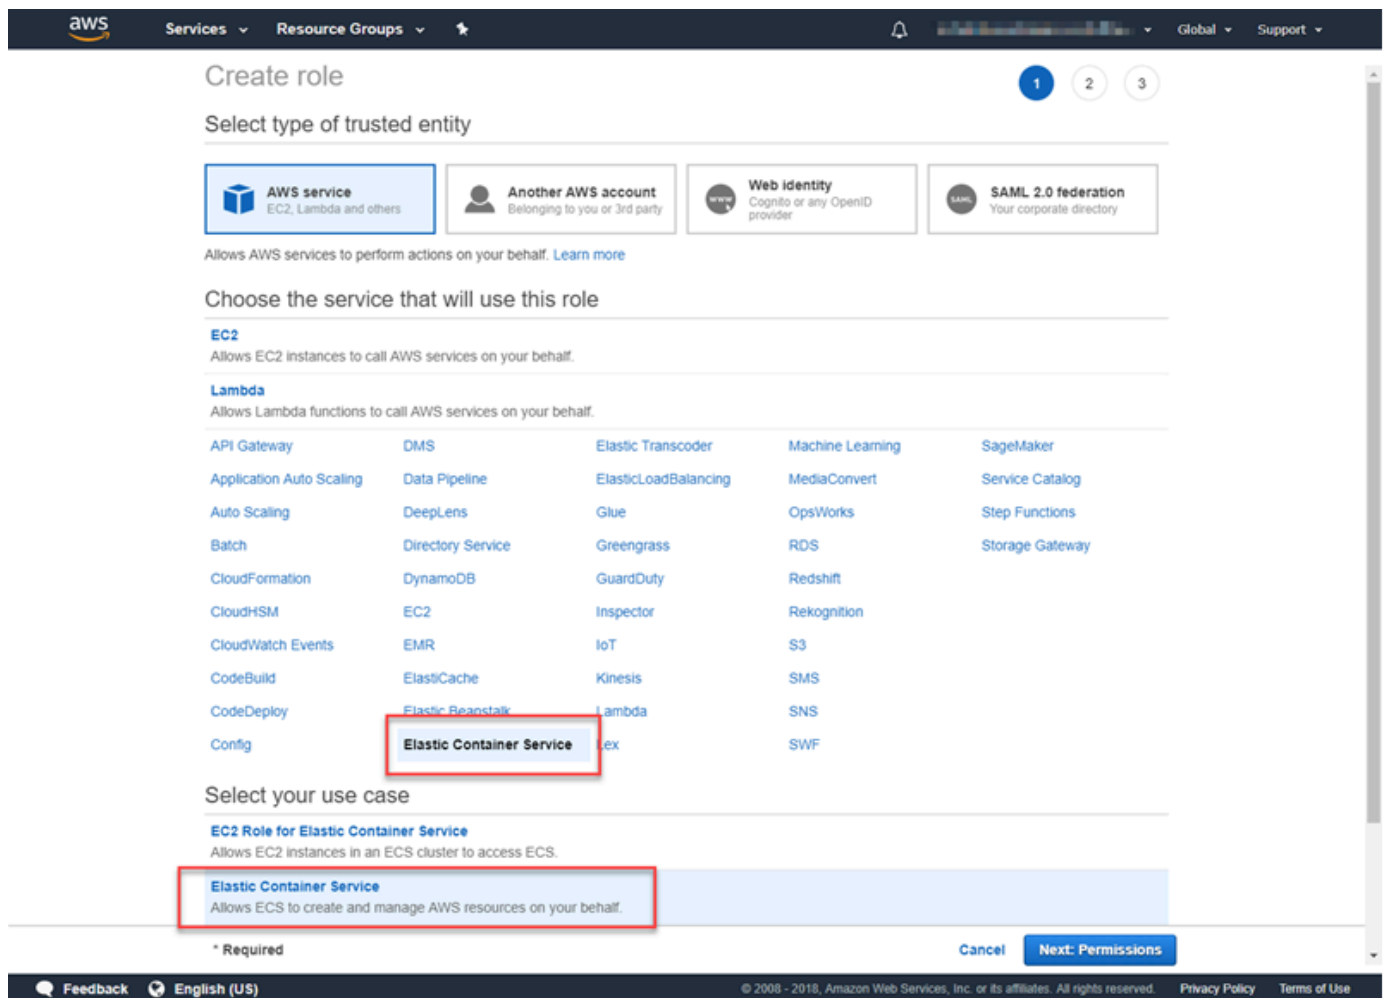 aws Services Resource Groups Global Support
Create role 1 2 3
Select type of trusted entity
AWS service
EC2, Lambda and others
Another AWS account
Belonging to you or 3rd party
www
Web identity
Cognito or any OpenID
provider
SAML
SAML 2.0 federation
Your corporate directory
Allows AWS services to perform actions on your behalf. Learn more
Choose the service that will use this role
EC2
Allows EC2 instances to call AWS services on your behalf.
Lambda
Allows Lambda functions to call AWS services on your behalf.
API Gateway DMS Elastic Transcoder Machine Learning SageMaker
Application Auto Scaling Data Pipeline ElasticLoadBalancing MediaConvert Service Catalog
Auto Scaling DeepLens Glue OpsWorks Step Functions
Batch Directory Service Greengrass RDS Storage Gateway
CloudFormation DynamoDB GuardDuty Redshift
CloudHSM EC2 Inspector Rekognition
CloudWatch Events EMR IoT S3
CodeBuild ElastiCache Kinesis SMS
CodeDeploy Elastic Beanstalk Lambda SNS
Config Elastic Container Service Lex SWF
Select your use case
EC2 Role for Elastic Container Service
Allows EC2 instances in an ECS cluster to access ECS.
Elastic Container Service
Allows ECS to create and manage AWS resources on your behalf.
* Required Cancel Next: Permissions
Feedback English (US) © 2008 - 2018, Amazon Web Services, Inc. or its affiliates. All rights reserved. Privacy Policy Terms of Use